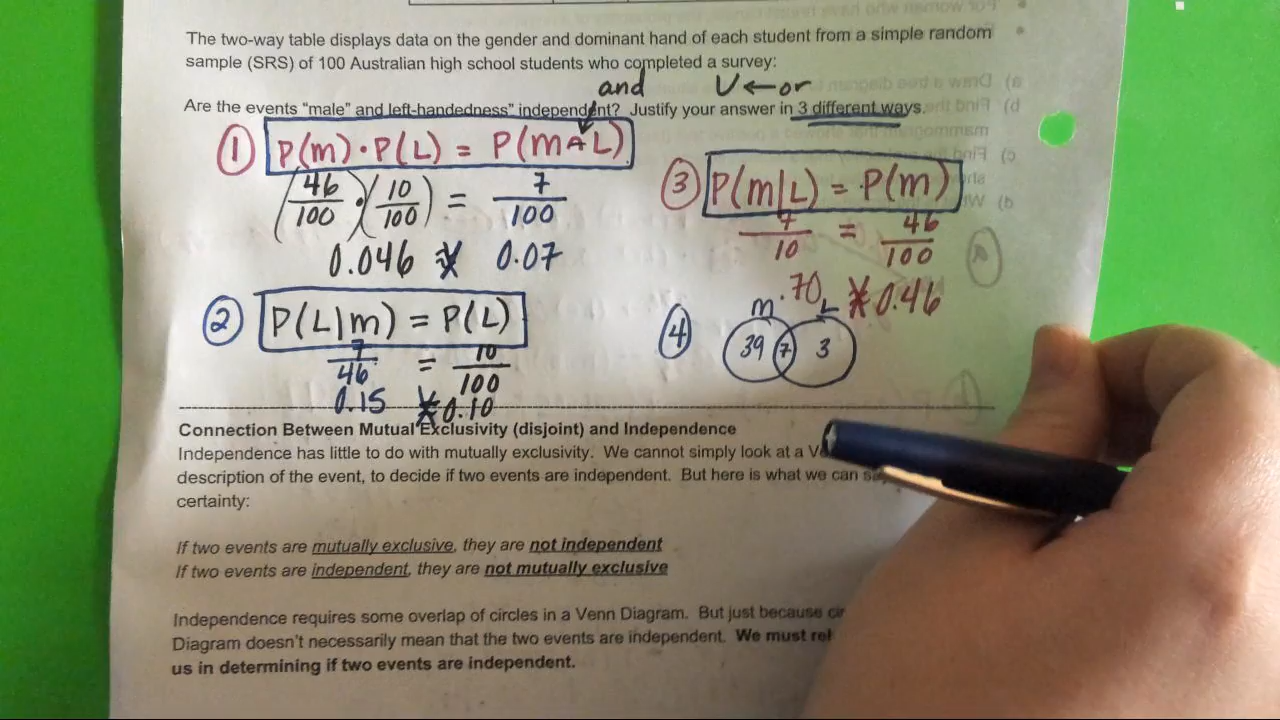 The two-way table displays data on the gender and dominant hand of each student from a simple random
sample (SRS) of 100 Australian high school students who completed a survey:
and U ← or
Are the events "male" and left-handedness" independent? Justify your answer in 3 different ways.
① P(m) · P(L) = P(m ∩ L)
(46/100) · (10/100) = 7/100
0.046 ≠ 0.07
② P(L|m) = P(L)
7/46 = 10/100
0.15 ≠ 0.10
③ P(m|L) = P(m)
7/10 = 46/100
.70 ≠ 0.46
④ m L
39 7 3
Connection Between Mutual Exclusivity (disjoint) and Independence
Independence has little to do with mutually exclusivity. We cannot simply look at a
description of the event, to decide if two events are independent. But here is what we can
certainty:
If two events are mutually exclusive, they are not independent
If two events are independent, they are not mutually exclusive
Independence requires some overlap of circles in a Venn Diagram. But just because
Diagram doesn't necessarily mean that the two events are independent. We must
us in determining if two events are independent.